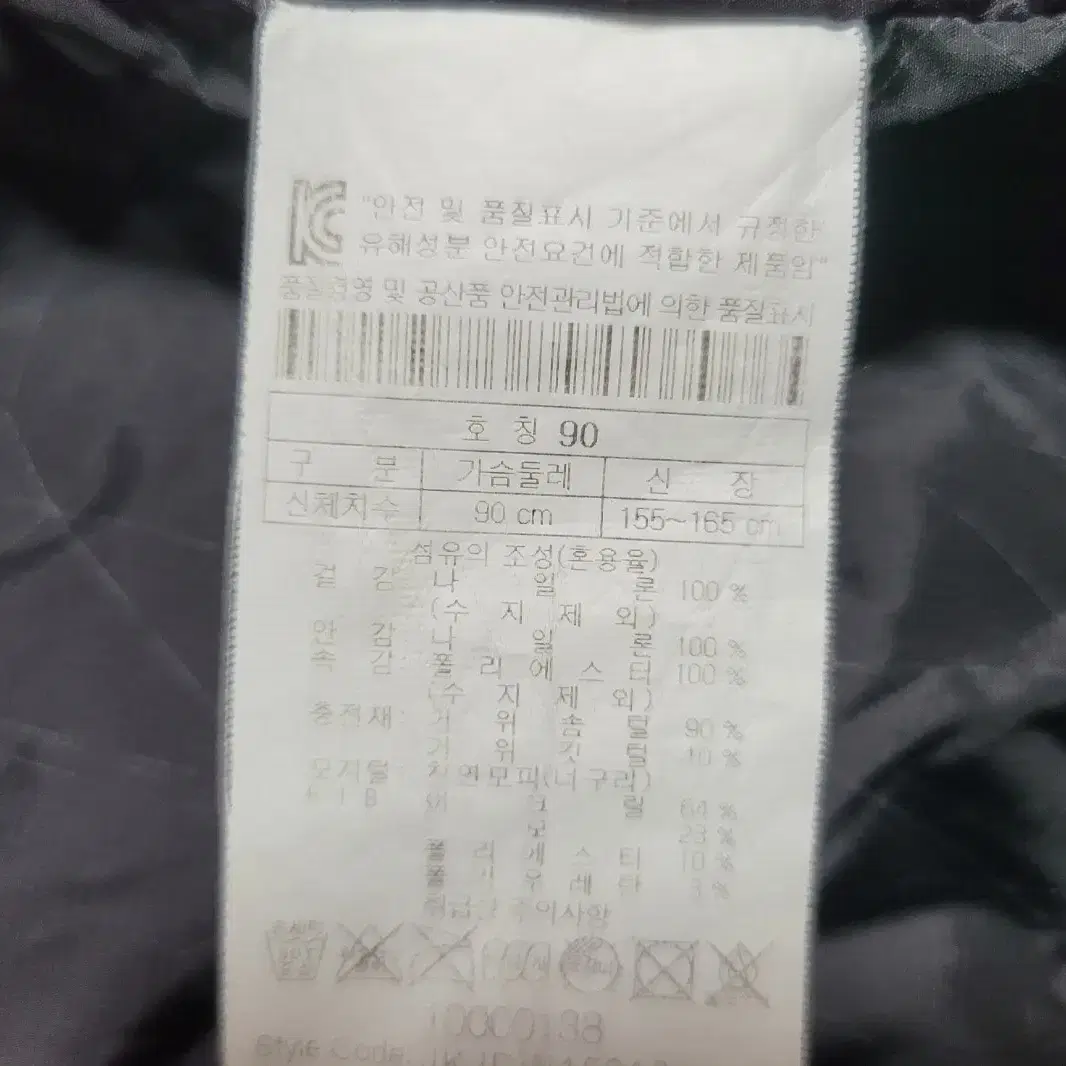 KC "안전 및 품질표시 기준에서 규정한
유해성분 안전요건에 적합한 제품임"
품질경영 및 공산품 안전관리법에 의한 품질표시
호 칭 90
구 분 가슴둘레 신 장
신체치수 90 cm 155~165 cm
섬유의 조성(혼용율)
겉 감 나 일 론 100 %
(수 지 제 외)
안 감 나 일 론 100 %
속 감 폴 리 에 스 터 100 %
(수 지 제 외)
충전재 거 위 솜 털 90 %
거 위 깃 털 10 %
모자털 천연모피(너구리)
릴 64 %
모 23 %
폴 리 에 스 터 10 %
폴 리 우 레 탄 3 %
취급상 주의사항
10000138
Style Code